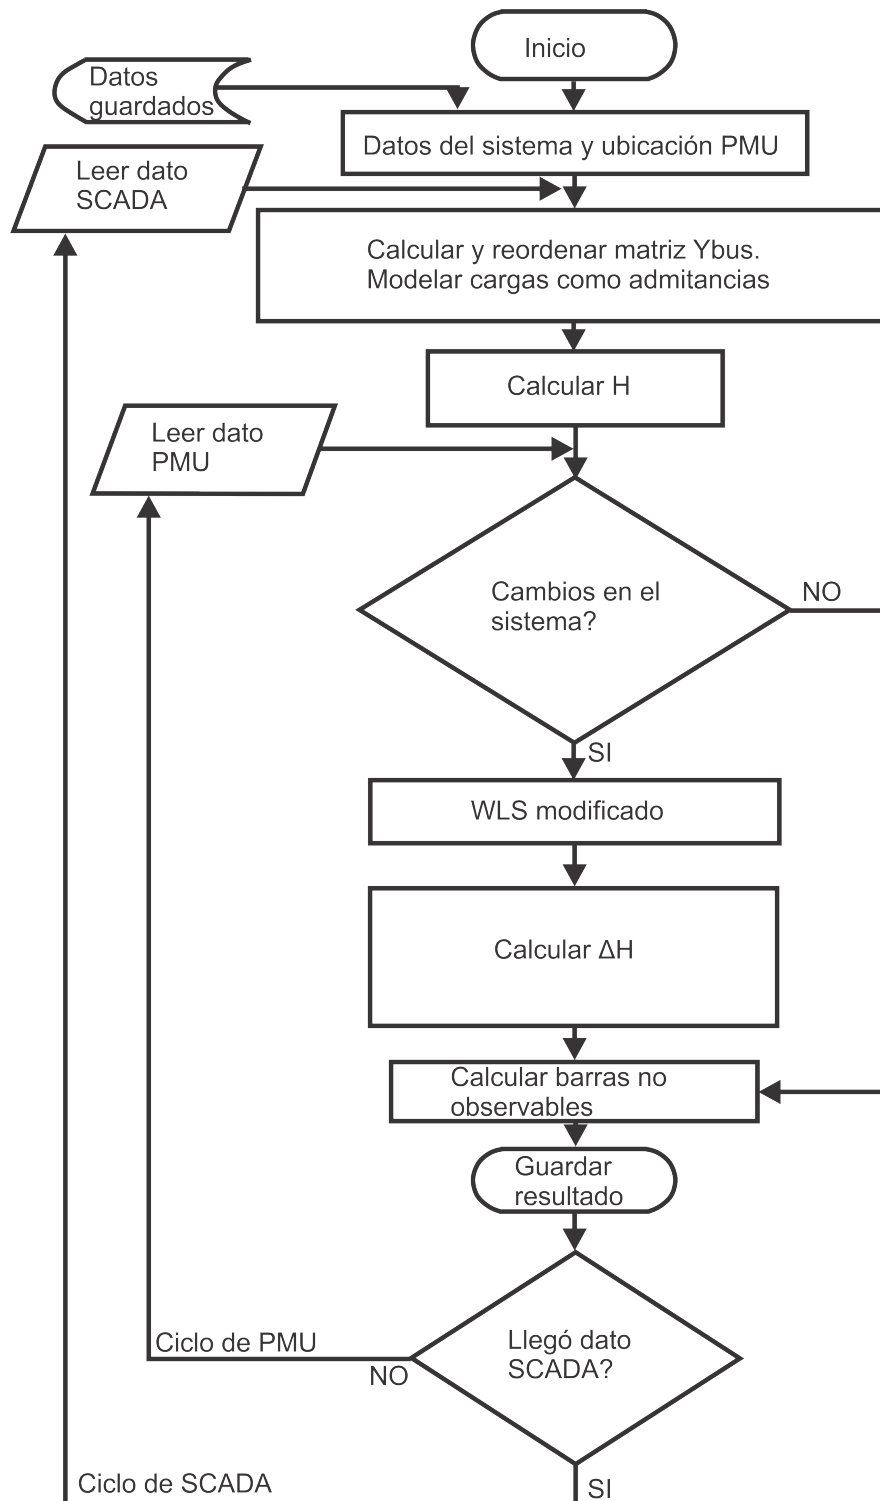 Inicio
Datos
guardados
Datos del sistema y ubicación PMU
Leer dato
SCADA
Calcular y reordenar matriz Ybus.
Modelar cargas como admitancias
Calcular H
Leer dato
PMU
Cambios en el
sistema?
NO
SI
WLS modificado
Calcular ΔH
Calcular barras no
observables
Guardar
resultado
Llegó dato
SCADA?
Ciclo de PMU
NO
Ciclo de SCADA
SI